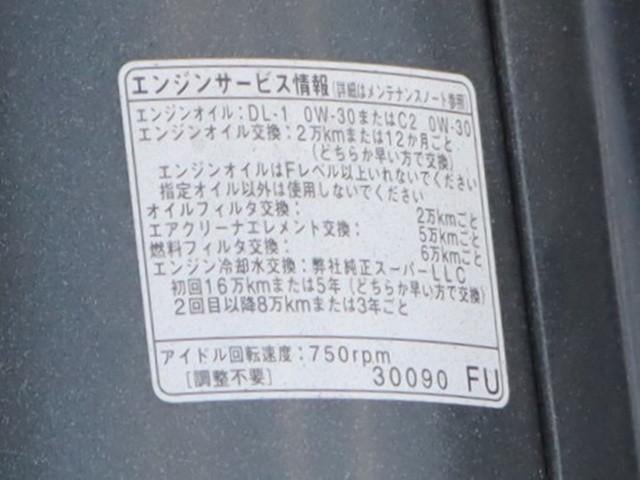 エンジンサービス情報(詳細はメンテナンスノート参照)
エンジンオイル:DL-1 0W-30またはC2 0W-30
エンジンオイル交換:2万kmまたは12か月ごと
(どちらか早い方で交換)
エンジンオイルはFレベル以上いれないでください
指定オイル以外は使用しないでください
オイルフィルタ交換: 2万kmごと
エアクリーナエレメント交換: 5万kmごと
燃料フィルタ交換: 6万kmごと
エンジン冷却水交換:弊社純正スーパーLLC
初回16万kmまたは5年(どちらか早い方で交換)
2回目以降8万kmまたは3年ごと
アイドル回転速度:750rpm
[調整不要] 30090 FU